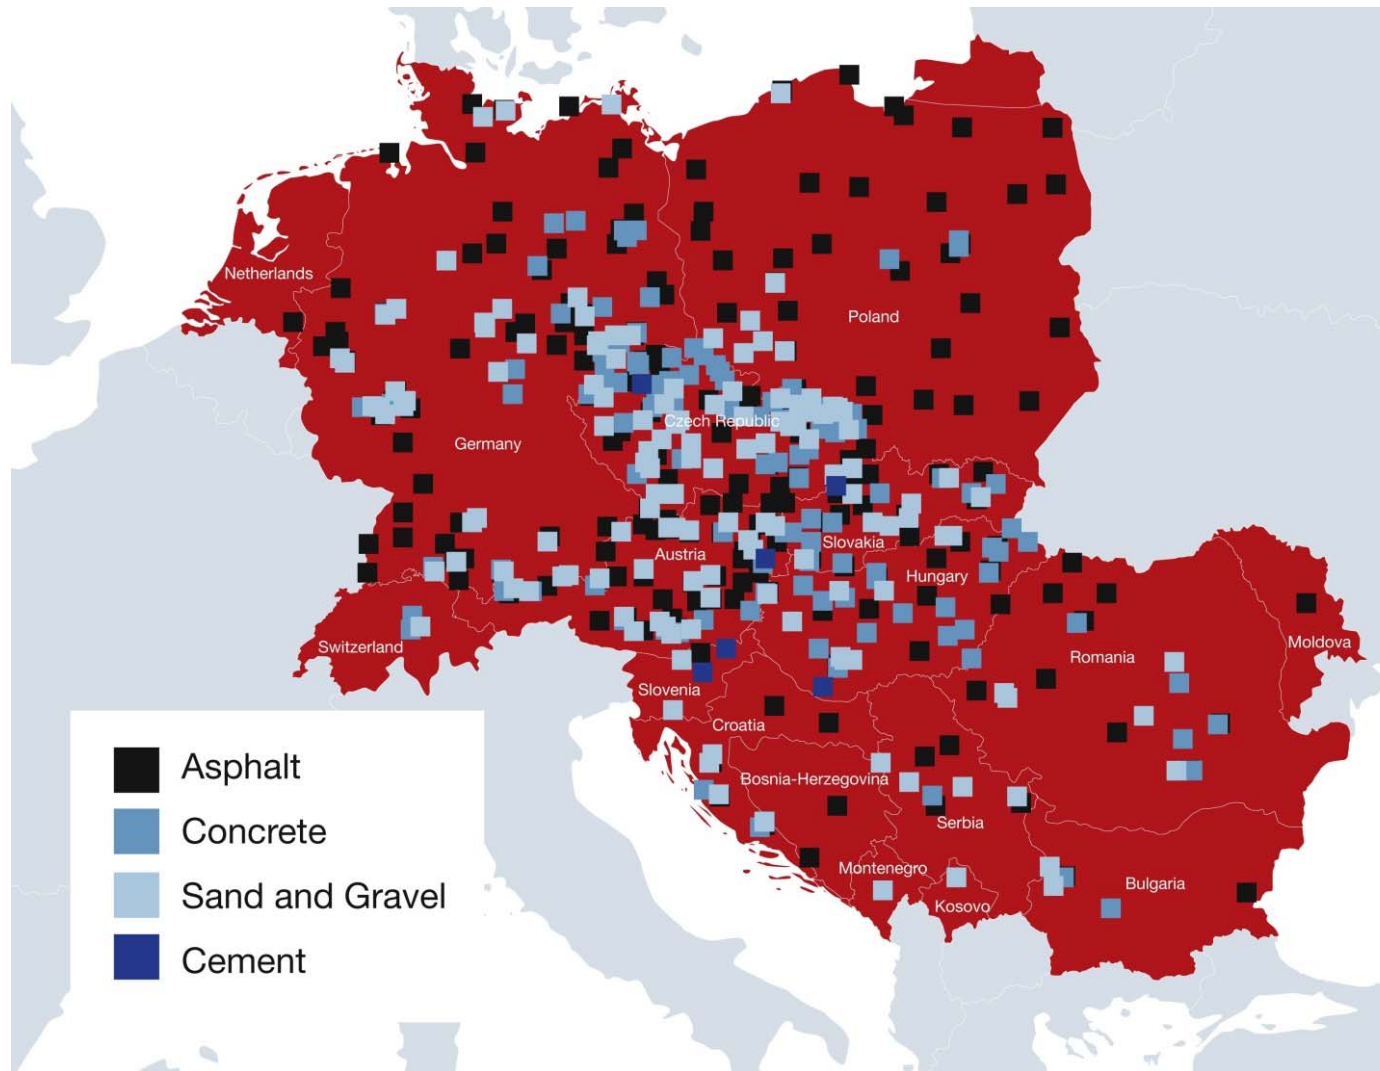 Netherlands
Poland
Czech Republic
Germany
Slovakia
Austria
Hungary
Switzerland
Moldova
Romania
Slovenia
Croatia
Bosnia-Herzegovina
Serbia
Montenegro
Bulgaria
Kosovo
Asphalt
Concrete
Sand and Gravel
Cement